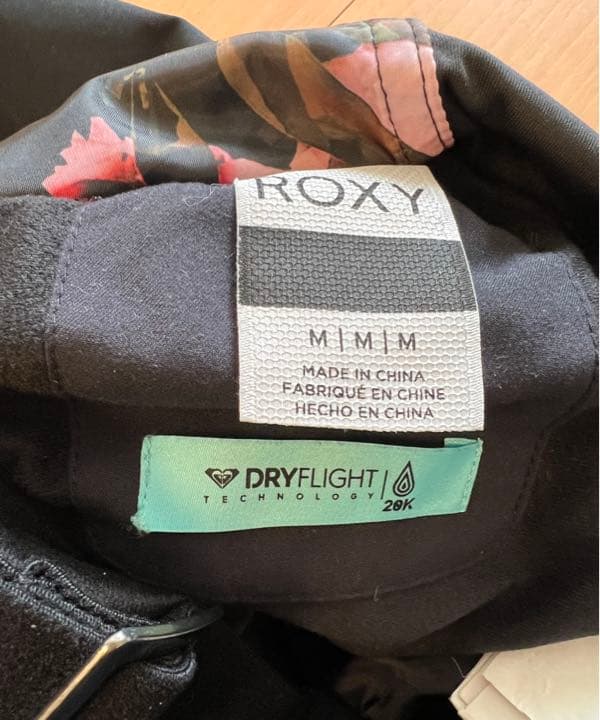 ROXY
M|M|M
MADE IN CHINA
FABRIQUÉ EN CHINE
HECHO EN CHINA
DRYFLIGHT
TECHNOLOGY
20K